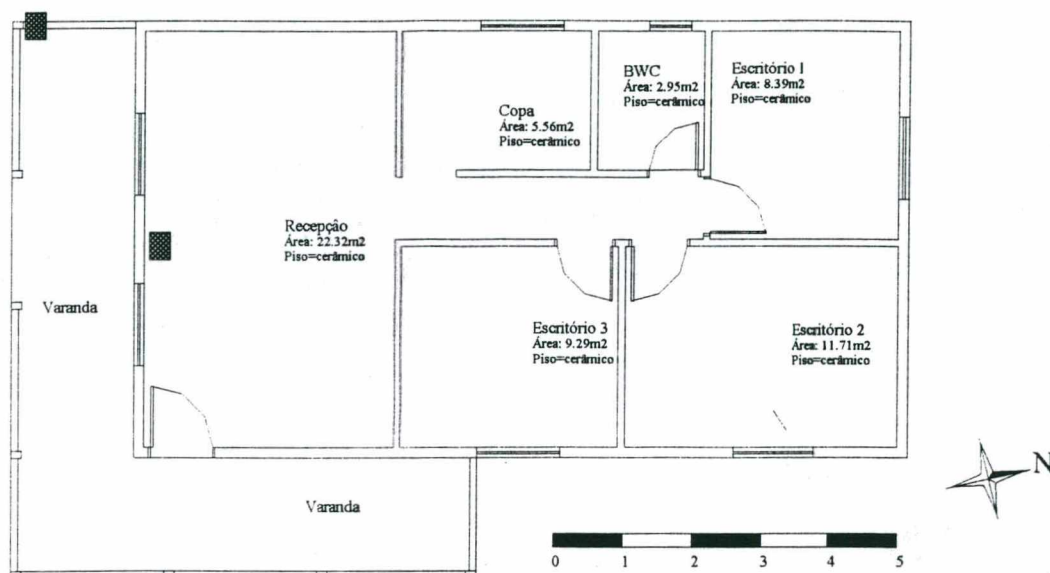 BWC
Área: 2.95m2
Piso=cerâmico
Escritório 1
Área: 8.39m2
Piso=cerâmico
Copa
Área: 5.56m2
Piso=cerâmico
Recepção
Área: 22.32m2
Piso=cerâmico
Varanda
Escritório 3
Área: 9.29m2
Piso=cerâmico
Escritório 2
Área: 11.71m2
Piso=cerâmico
N
Varanda
0 1 2 3 4 5